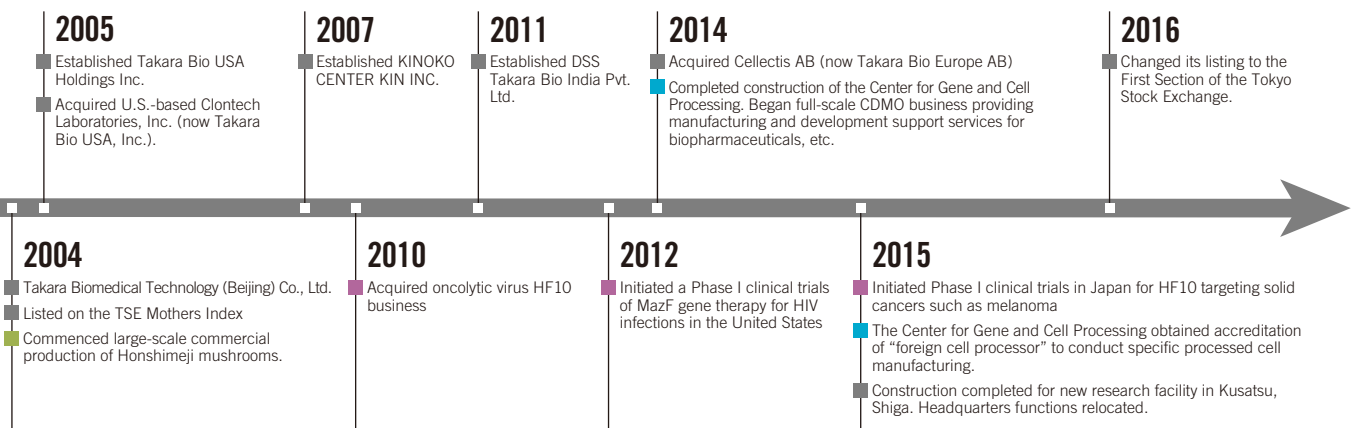 2005
Established Takara Bio USA
Holdings Inc.
Acquired U.S.-based Clontech
Laboratories, Inc. (now Takara
Bio USA, Inc.).
2007
Established KINOKO
CENTER KIN INC.
2011
Established DSS
Takara Bio India Pvt.
Ltd.
2014
Acquired Cellectis AB (now Takara Bio Europe AB)
Completed construction of the Center for Gene and Cell
Processing. Began full-scale CDMO business providing
manufacturing and development support services for
biopharmaceuticals, etc.
2016
Changed its listing to the
First Section of the Tokyo
Stock Exchange.
2004
Takara Biomedical Technology (Beijing) Co., Ltd.
Listed on the TSE Mothers Index
Commenced large-scale commercial
production of Honshimeji mushrooms.
2010
Acquired oncolytic virus HF10
business
2012
Initiated a Phase I clinical trials
of MazF gene therapy for HIV
infections in the United States
2015
Initiated Phase I clinical trials in Japan for HF10 targeting solid
cancers such as melanoma
The Center for Gene and Cell Processing obtained accreditation
of “foreign cell processor” to conduct specific processed cell
manufacturing.
Construction completed for new research facility in Kusatsu,
Shiga. Headquarters functions relocated.